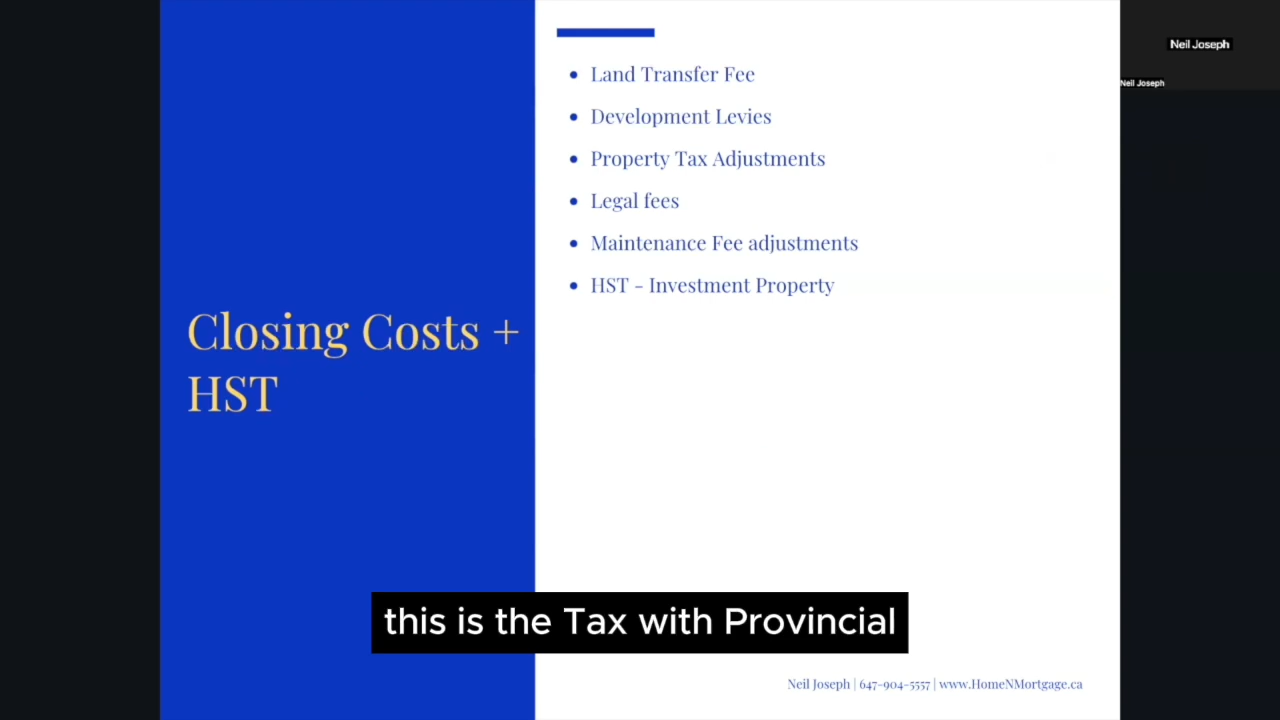 Closing Costs +
HST
Land Transfer Fee
Development Levies
Property Tax Adjustments
Legal fees
Maintenance Fee adjustments
HST - Investment Property
Neil Joseph
Neil Joseph
this is the Tax with Provincial
Neil Joseph | 647-904-5557 | www.HomeNMortgage.ca